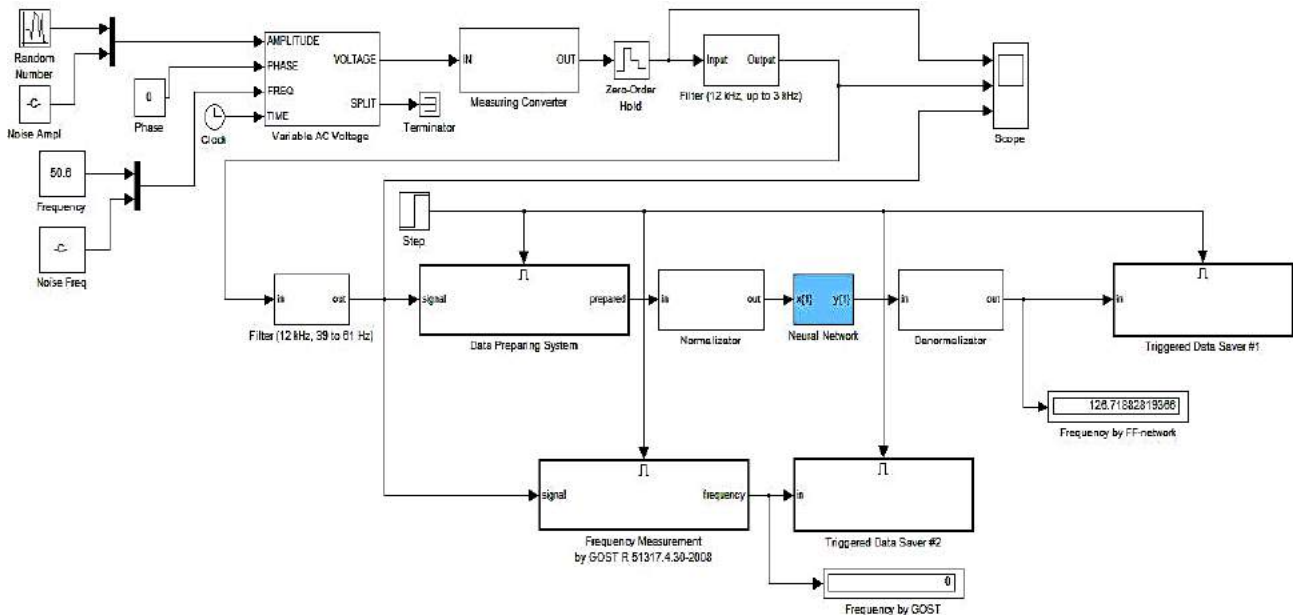 Random
Number
-C-
Noise Ampl
0
Phase
Clock
50.6
Frequency
-C-
Noise Freq
AMPLITUDE
PHASE
FREQ
TIME
VOLTAGE
SPLIT
Variable AC Voltage
Terminator
IN
OUT
Measuring Converter
Zero-Order
Hold
Input
Output
Filter (12 kHz, up to 3 kHz)
Scope
Step
in
out
Filter (12 kHz, 39 to 61 Hz)
signal
prepared
Data Preparing System
in
out
Normalizator
x{1}
y{1}
Neural Network
in
out
Denormalizator
in
Triggered Data Saver #1
126.71882819366
Frequency by FF-network
signal
frequency
Frequency Measurement
by GOST R 51317.4.30-2008
in
Triggered Data Saver #2
0
Frequency by GOST